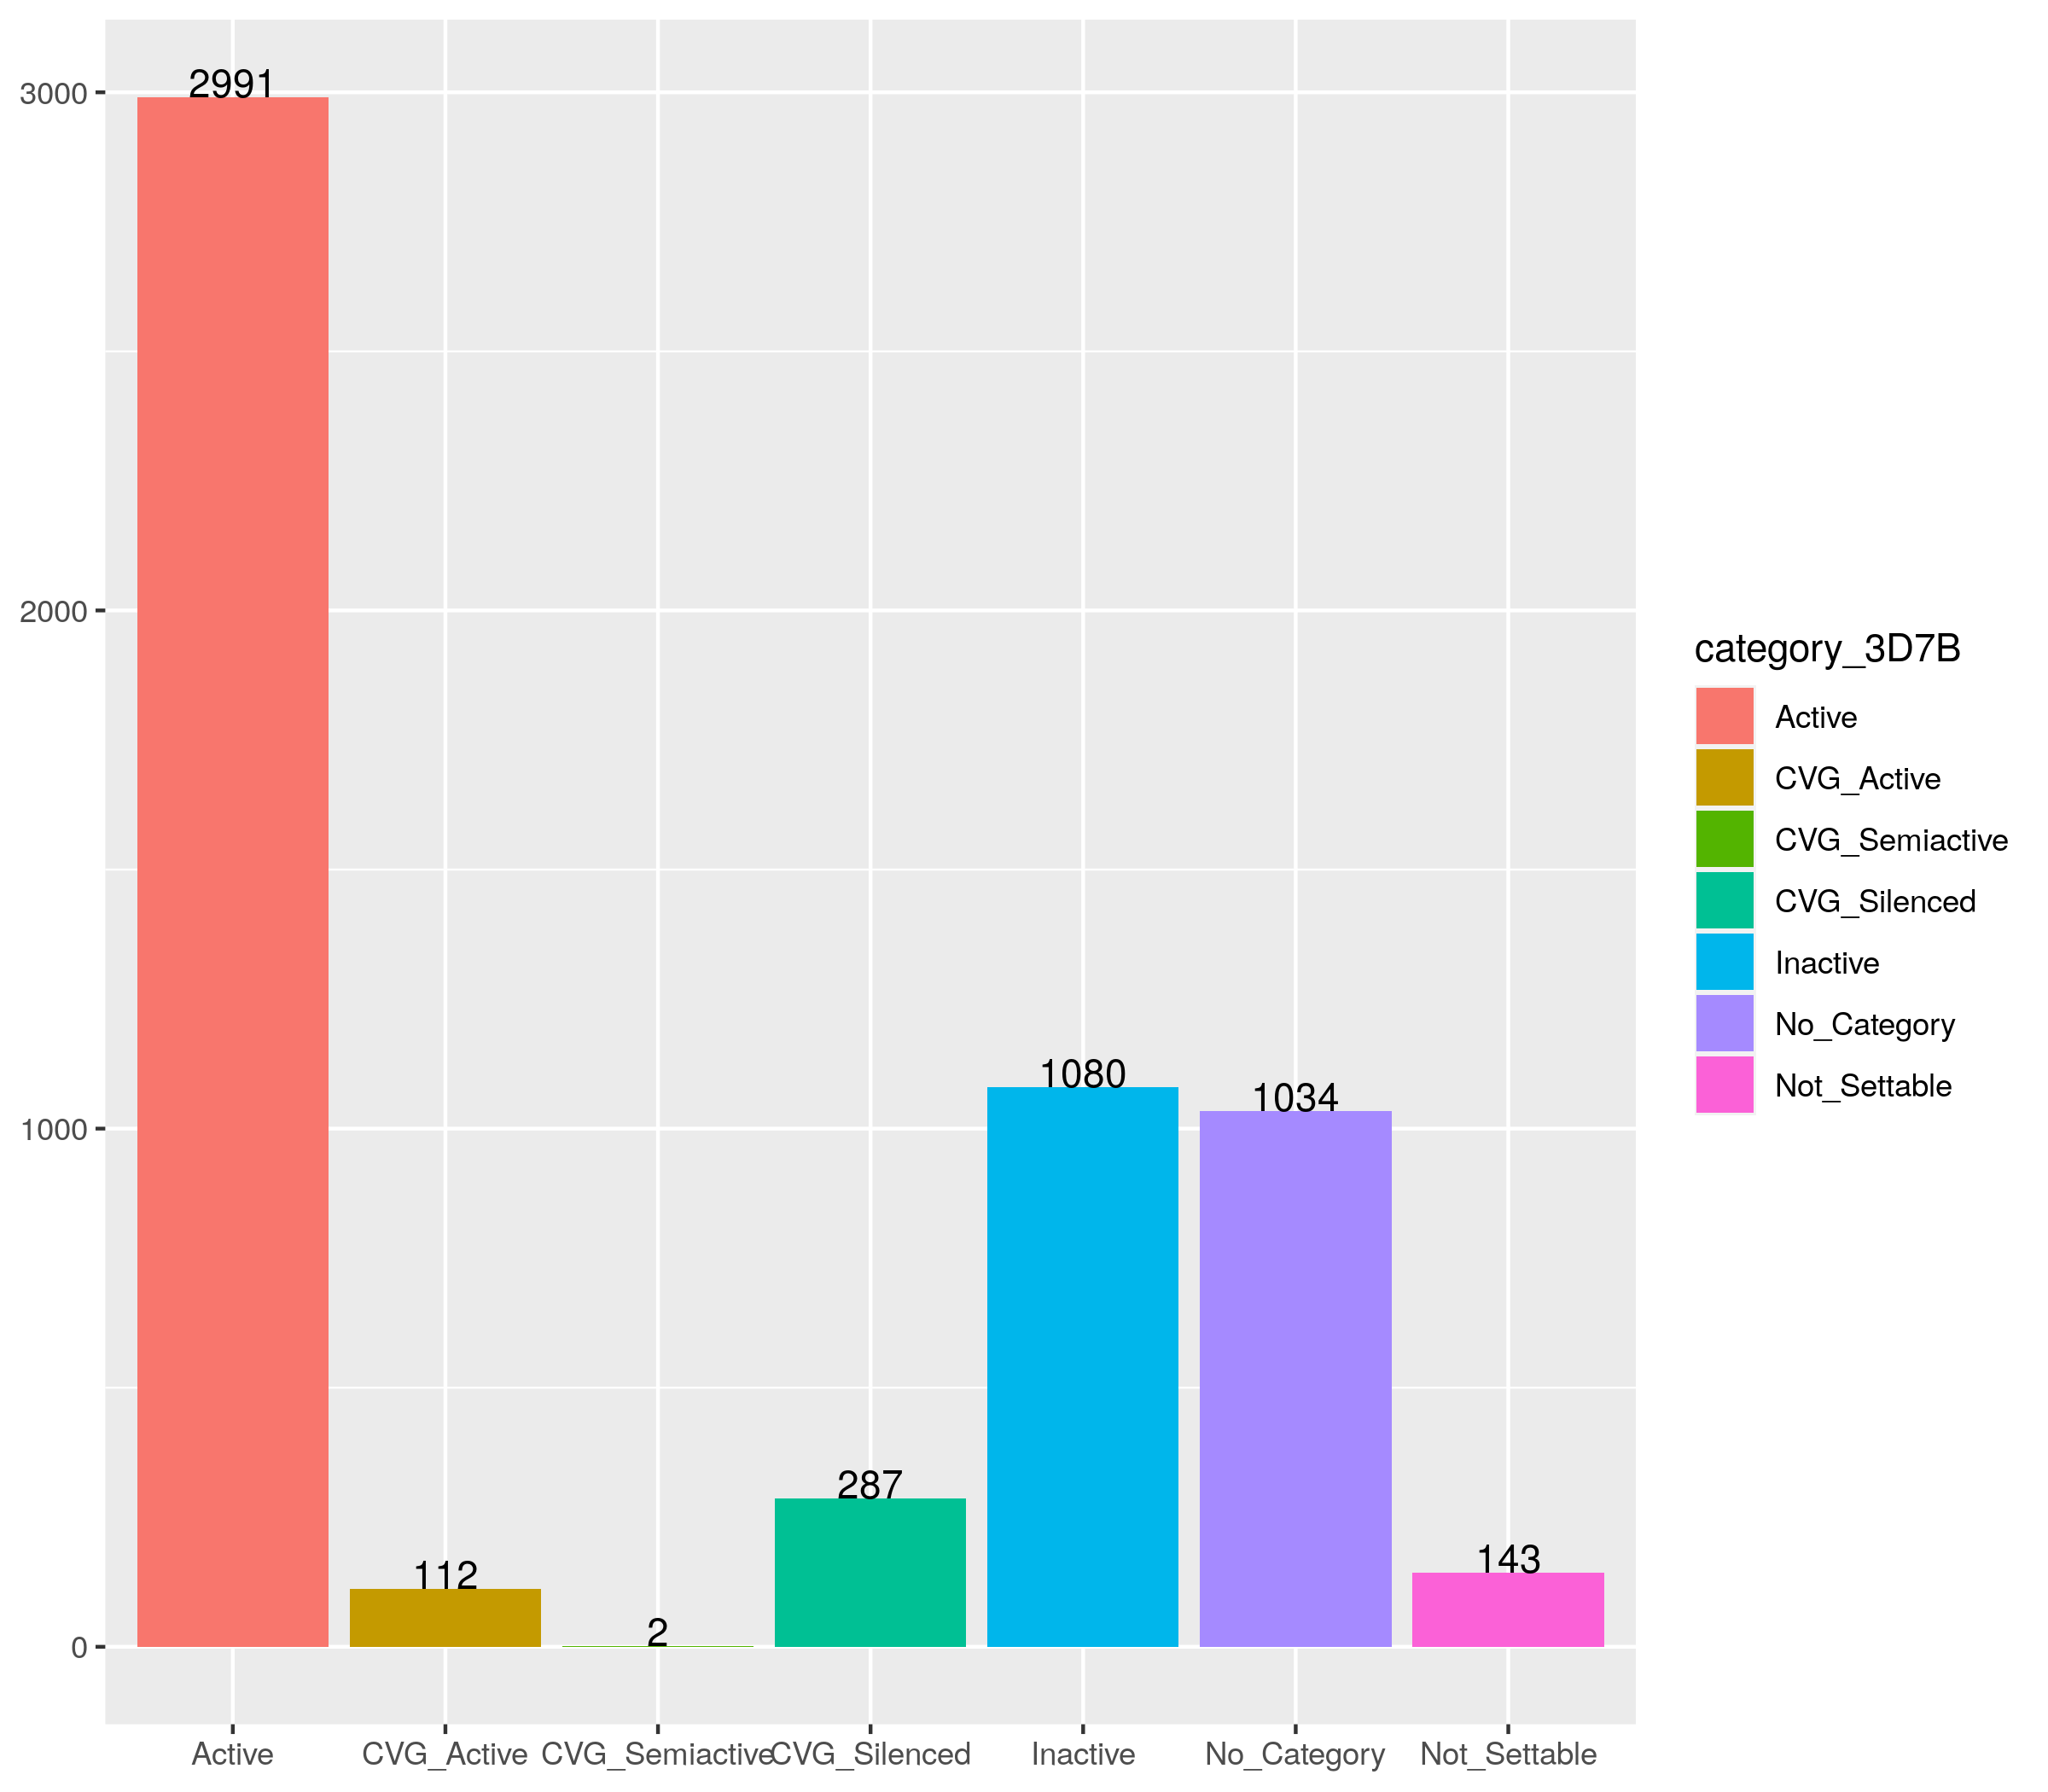 3000
2000
1000
0
2991
112
2
287
1080
1034
143
Active
CVG_Active
CVG_Semiactive
CVG_Silenced
Inactive
No_Category
Not_Settable
category_3D7B
Active
CVG_Active
CVG_Semiactive
CVG_Silenced
Inactive
No_Category
Not_Settable